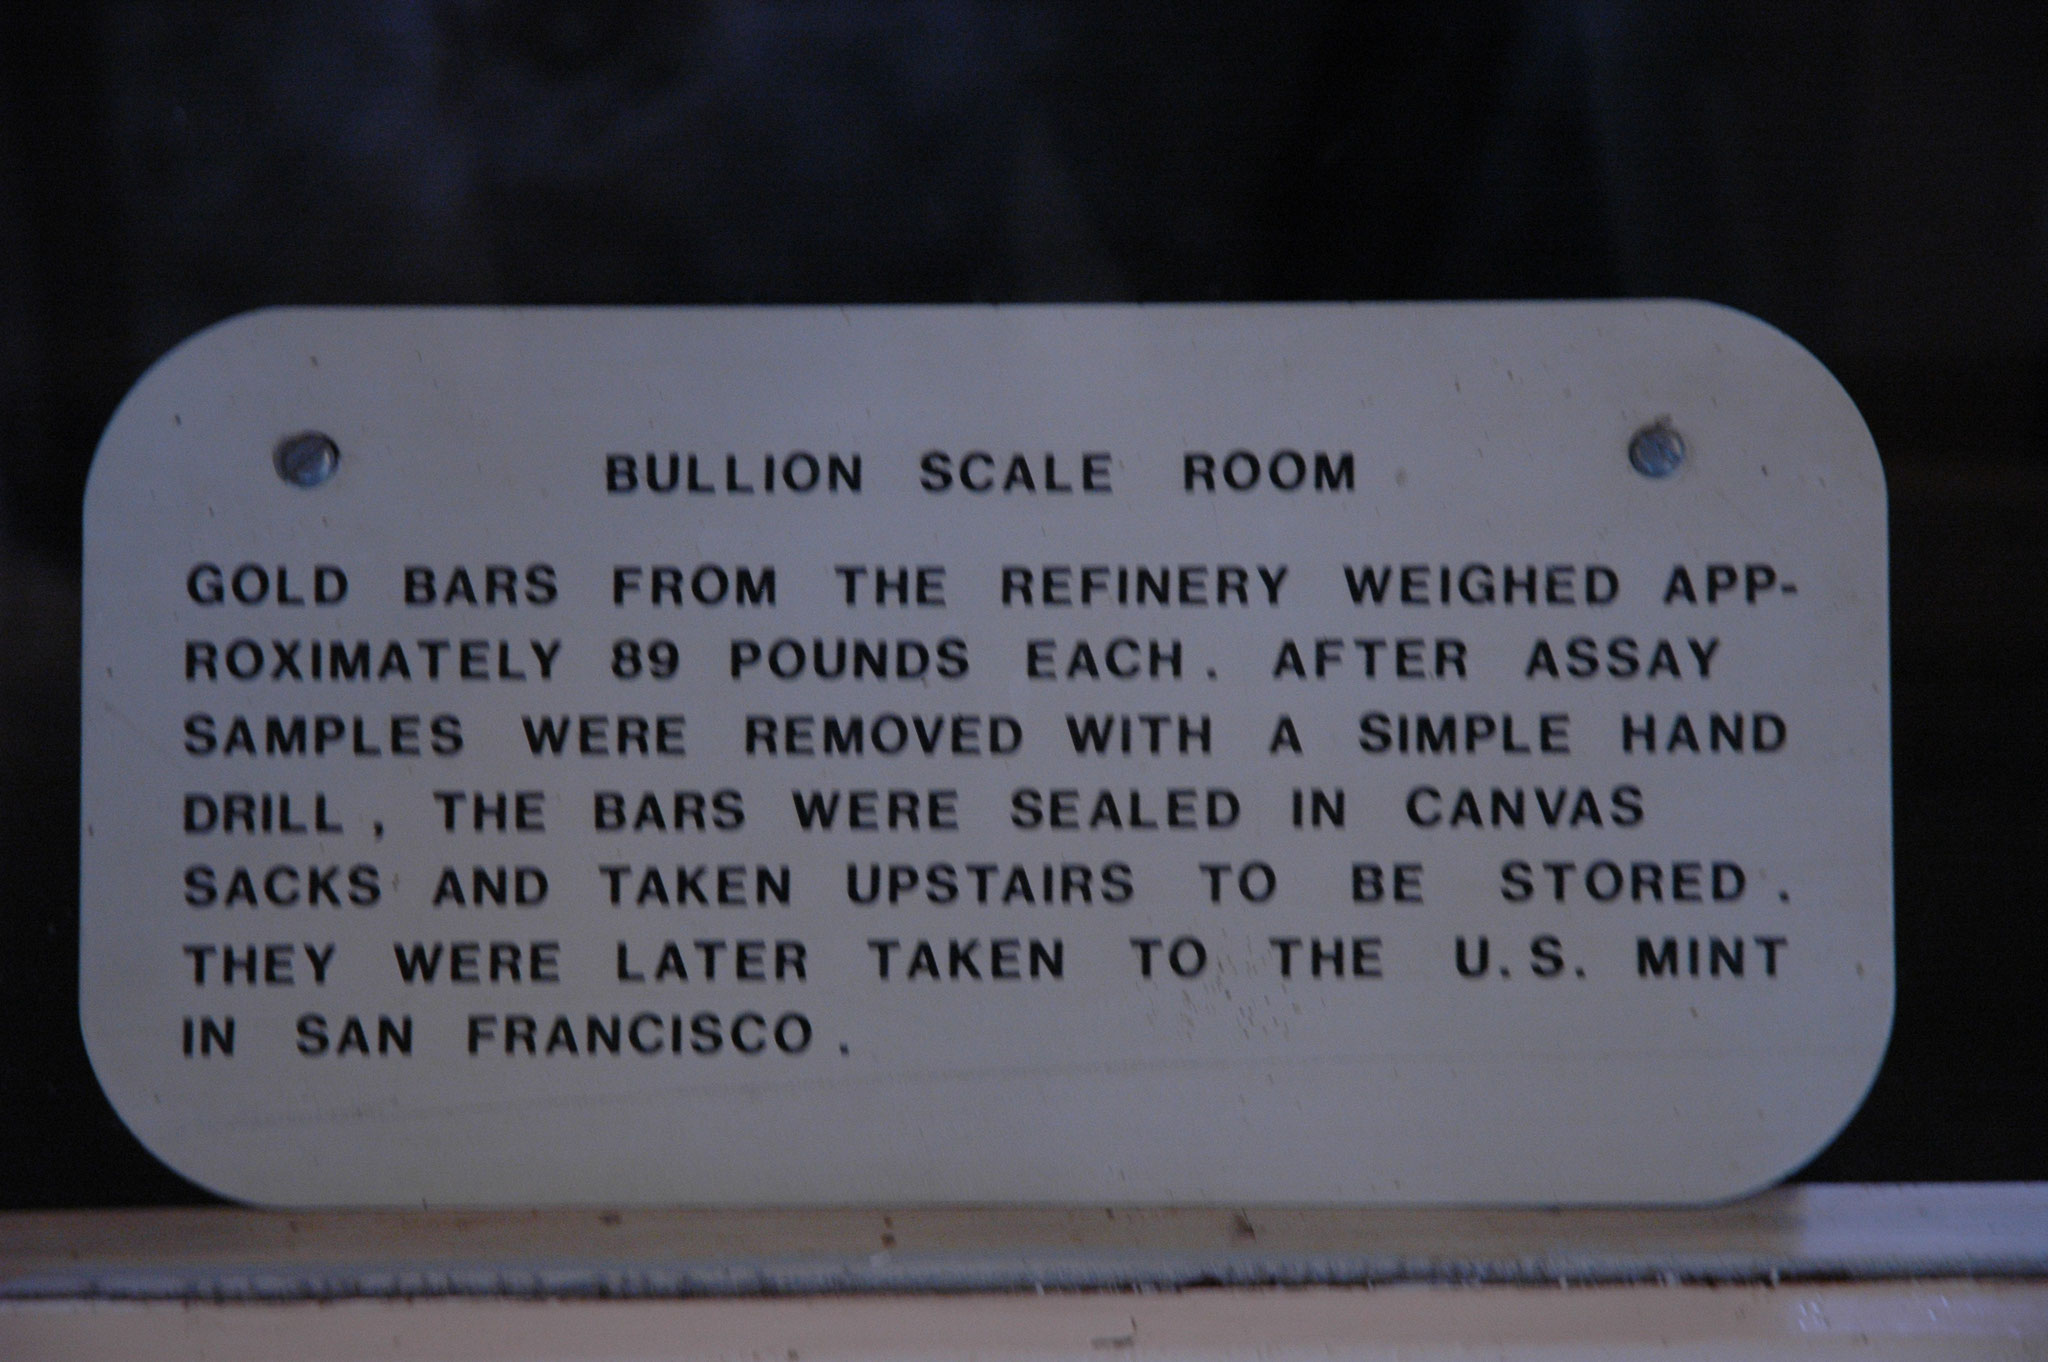 BULLION SCALE ROOM
GOLD BARS FROM THE REFINERY WEIGHED APP-
ROXIMATELY 89 POUNDS EACH. AFTER ASSAY
SAMPLES WERE REMOVED WITH A SIMPLE HAND
DRILL, THE BARS WERE SEALED IN CANVAS
SACKS AND TAKEN UPSTAIRS TO BE STORED.
THEY WERE LATER TAKEN TO THE U.S. MINT
IN SAN FRANCISCO.